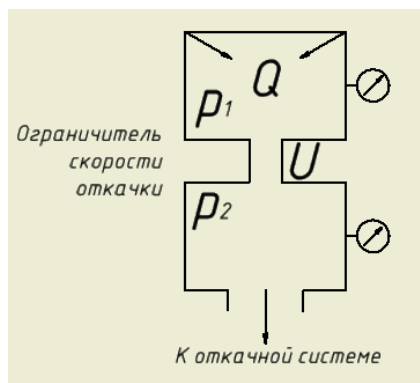 Q
p1
Ограничитель
скорости
откачки
U
p2
К откачной системе